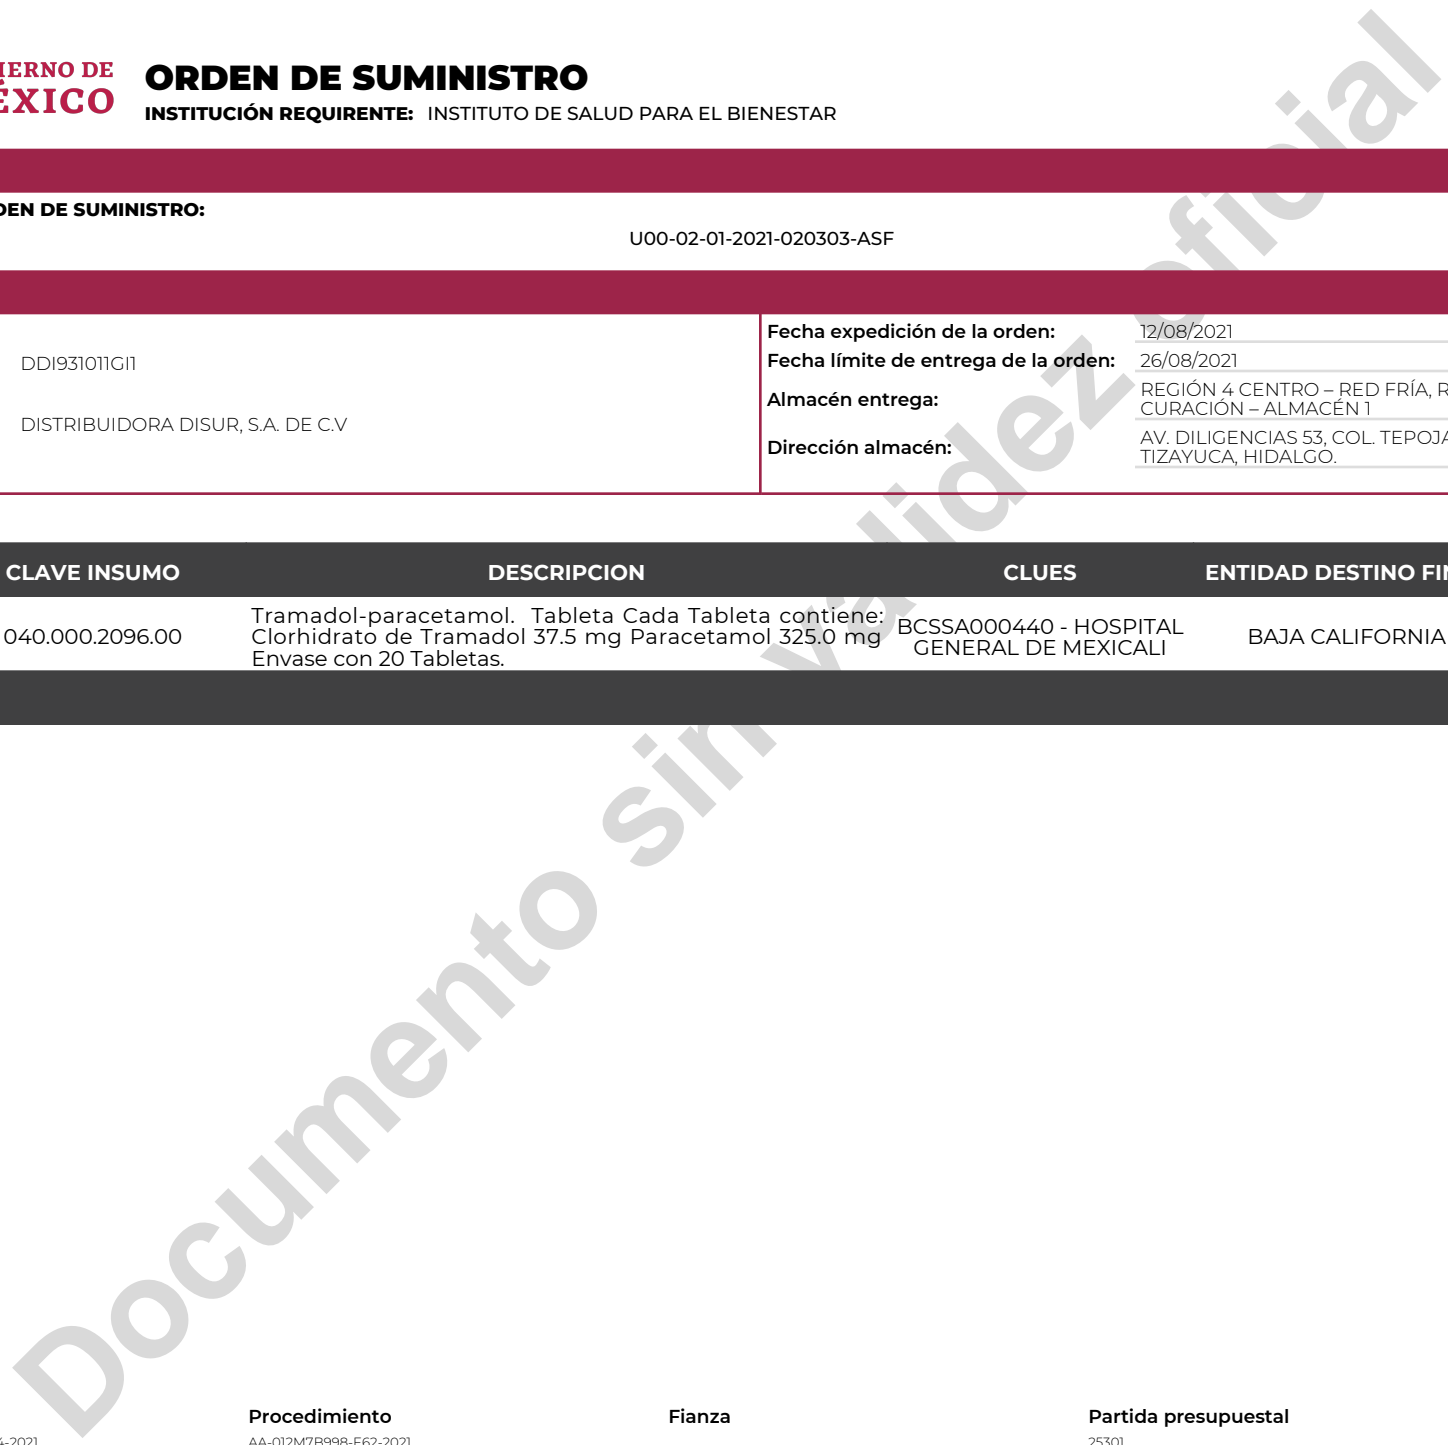 ORDEN DE SUMINISTRO
INSTITUCIÓN REQUIRENTE: INSTITUTO DE SALUD PARA EL BIENESTAR
DE
XICO
DE SUMINISTRO:
U00-02-01-2021-020303-ASF
DDI931011GI1
DISTRIBUIDORA DISUR, S.A. DE C.V
Fecha expedición de la orden: 12/08/2021
Fecha límite de entrega de la orden: 26/08/2021
Almacén entrega: REGIÓN 4 CENTRO – RED FRÍA,
CURACIÓN – ALMACÉN 1
Dirección almacén: AV. DILIGENCIAS 53, COL.
TIZAYUCA, HIDALGO.
CLAVE INSUMO DESCRIPCION CLUES ENTIDAD DESTINO
040.000.2096.00
Tramadol-paracetamol. Tableta Cada Tableta contiene:
Clorhidrato de Tramadol 37.5 mg Paracetamol 325.0 mg
Envase con 20 Tabletas.
BCSSA000440 - HOSPITAL
GENERAL DE MEXICALI
BAJA CALIFORNIA
Documento sin validez oficial
Procedimiento Fianza Partida presupuestal
-2021 AA-012M7B998-E62-2021 25301